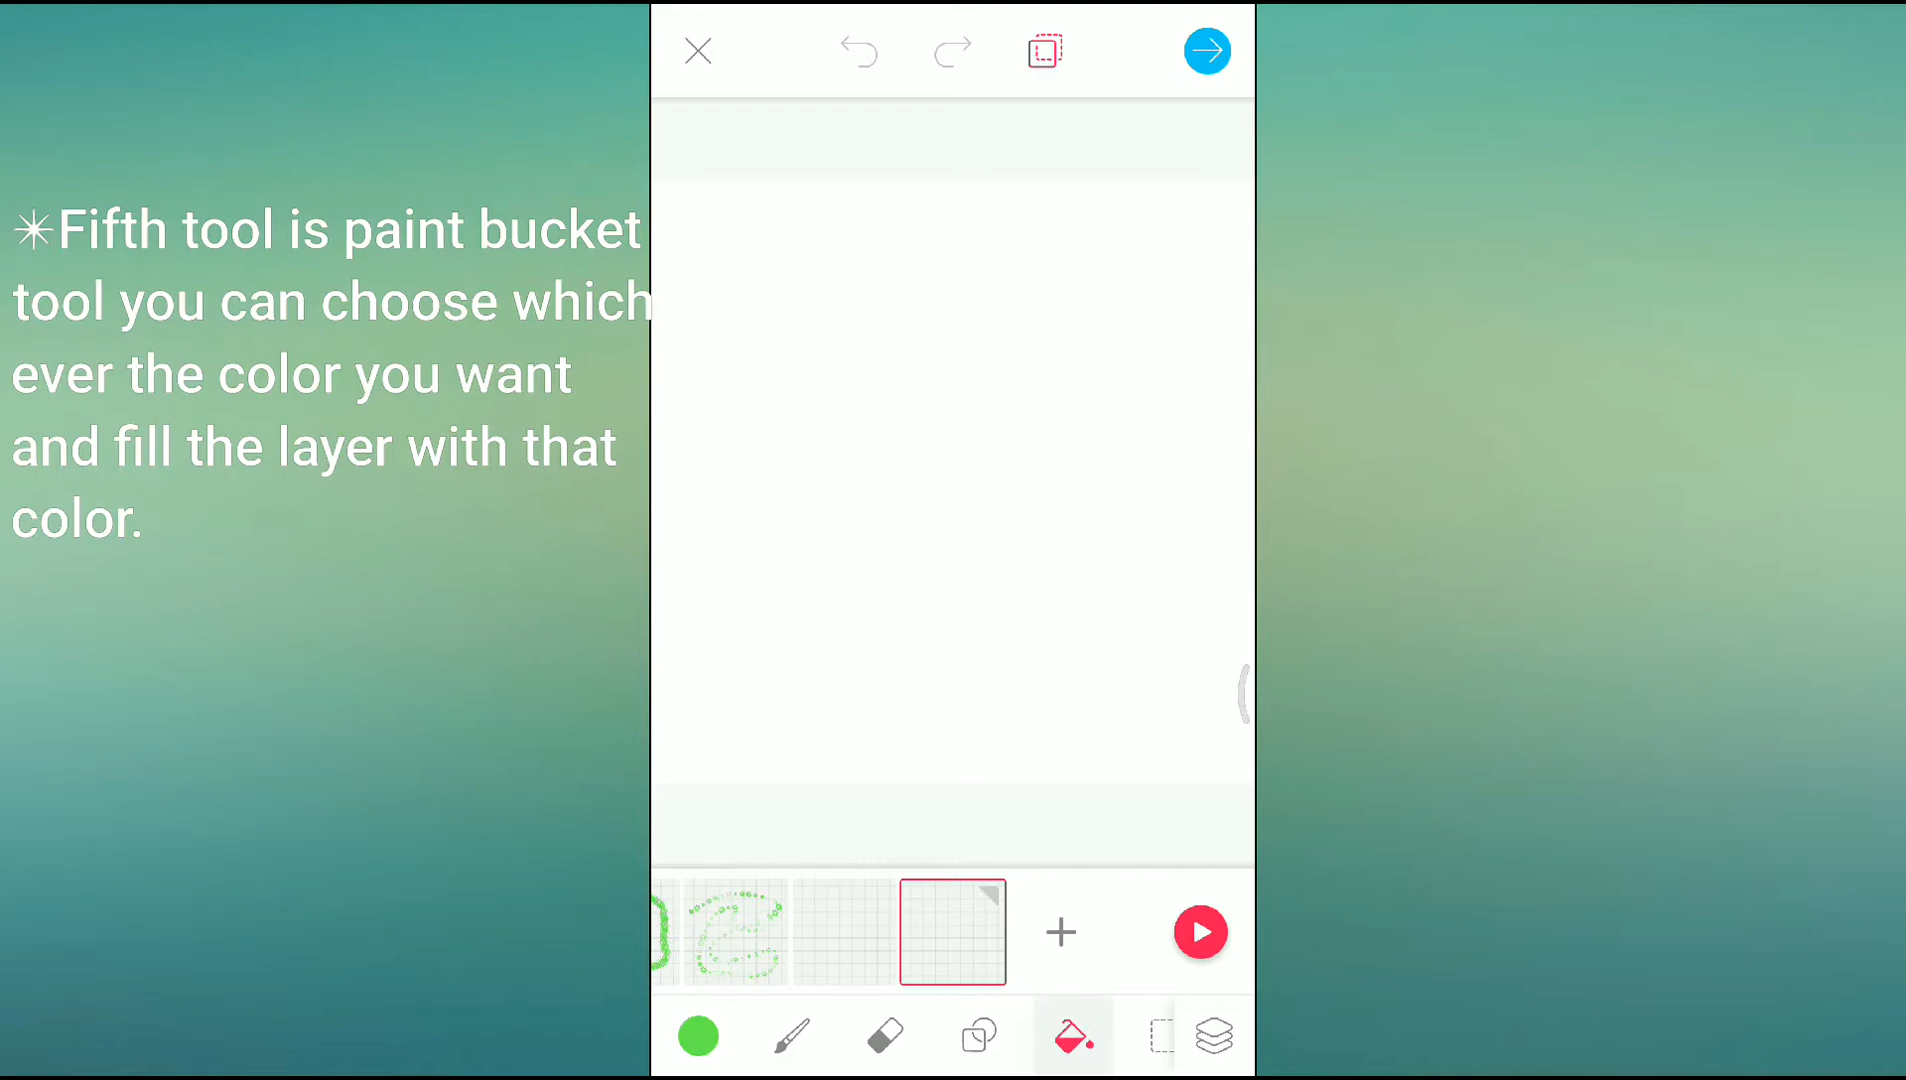 ✴Fifth tool is paint bucket
tool you can choose which
ever the color you want
and fill the layer with that
color.